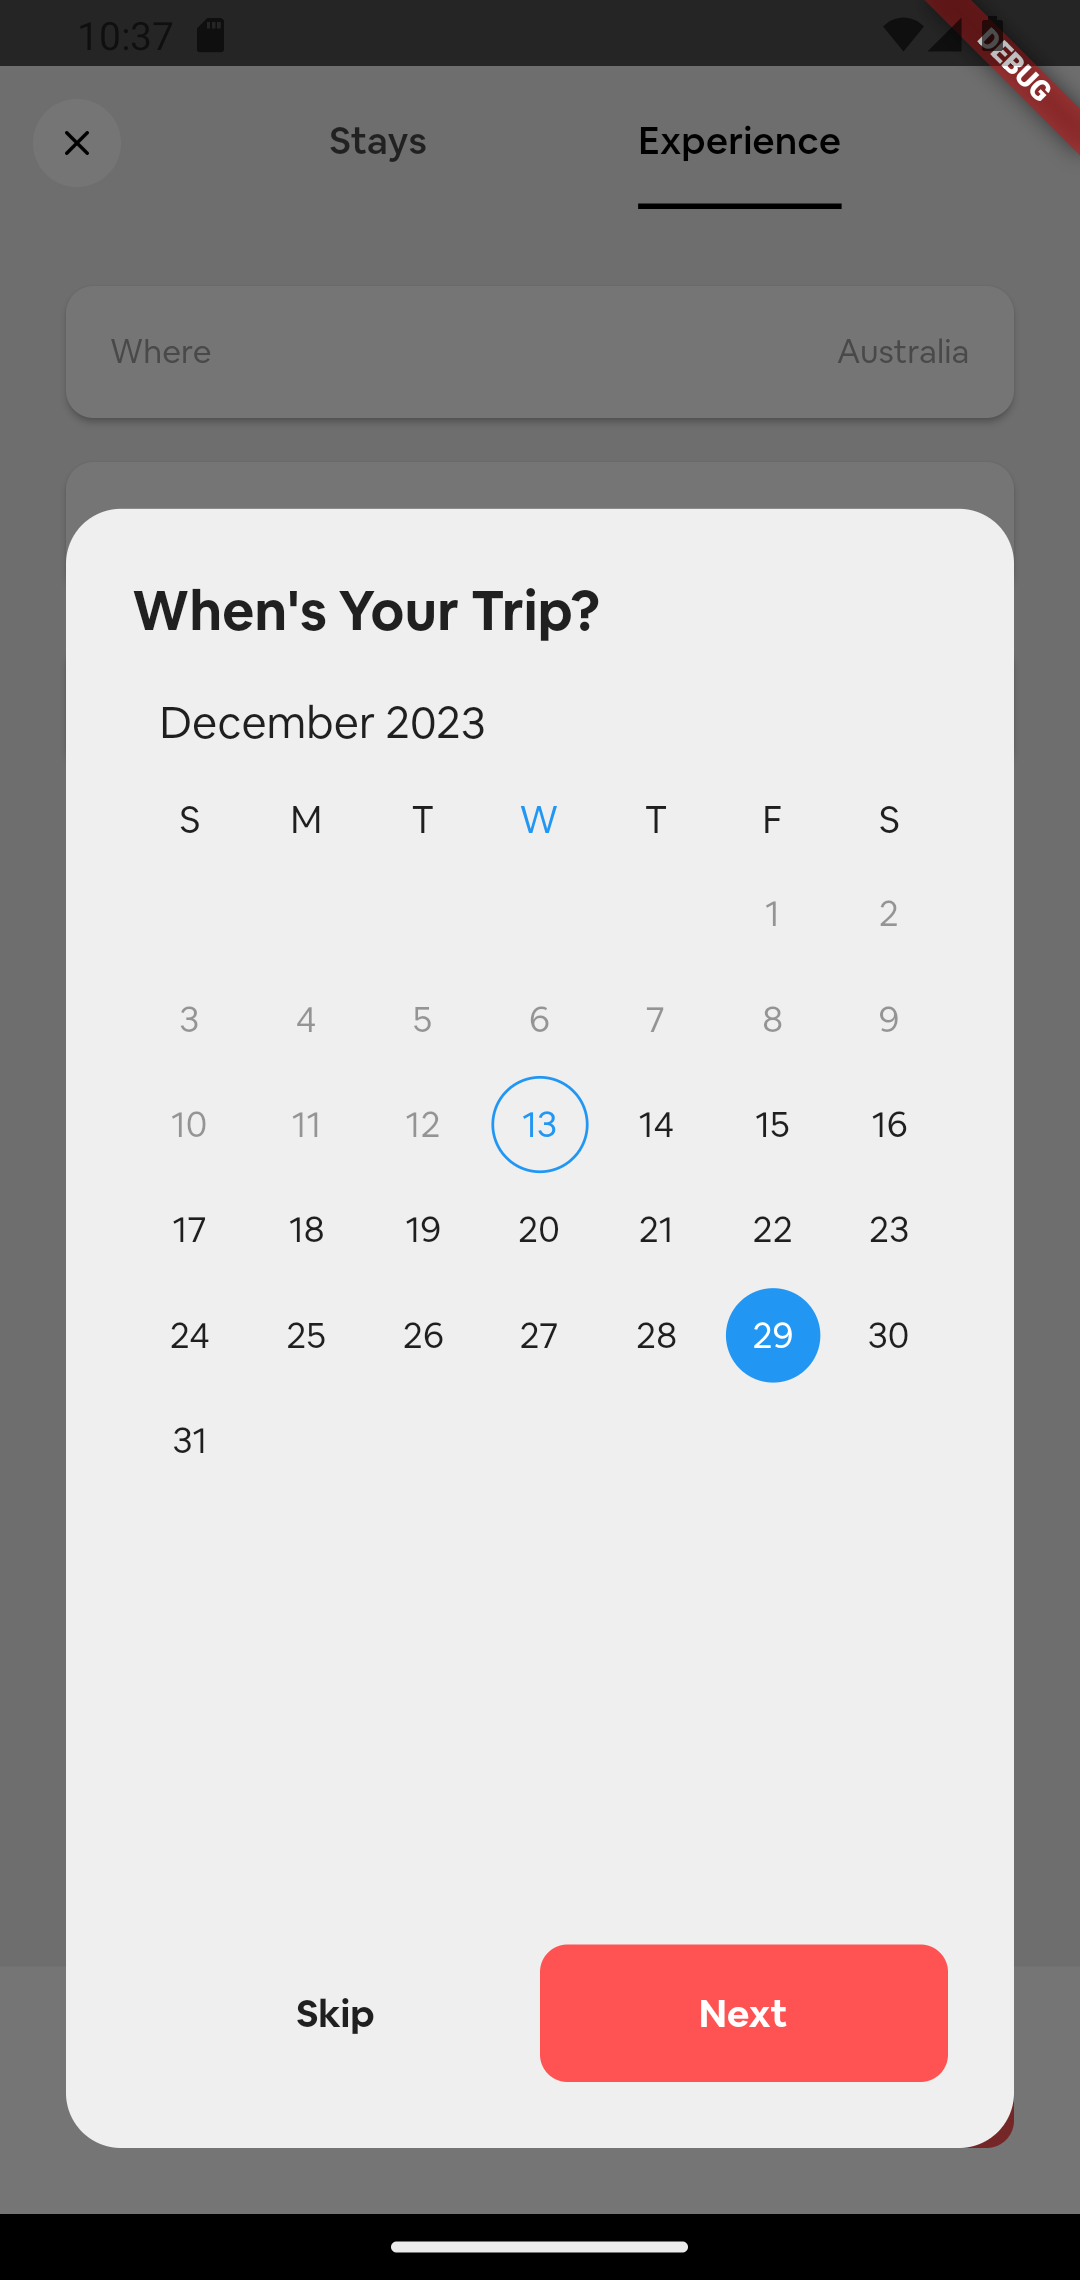 10:37
DEBUG
Stays Experience
Where Australia
When's Your Trip?
December 2023
S M T W T F S
1 2
3 4 5 6 7 8 9
10 11 12 13 14 15 16
17 18 19 20 21 22 23
24 25 26 27 28 29 30
31
Skip Next